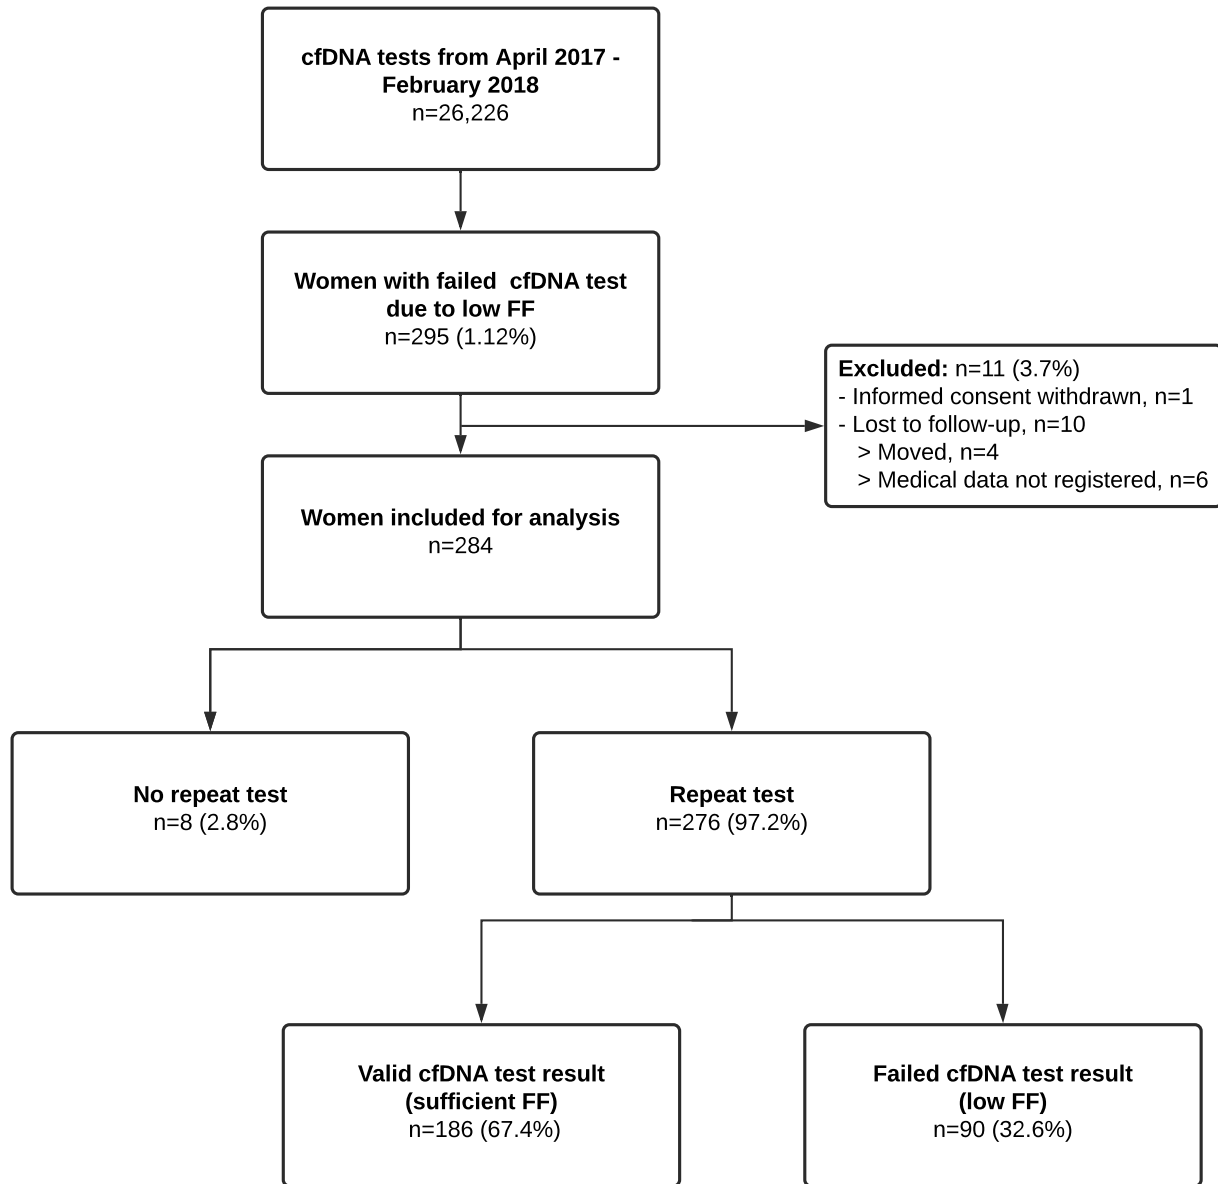 cfDNA tests from April 2017 -
February 2018
n=26,226
Women with failed  cfDNA test
due to low FF
n=295 (1.12%)
Excluded: n=11 (3.7%)
- Informed consent withdrawn, n=1
- Lost to follow-up, n=10
> Moved, n=4
> Medical data not registered, n=6
Women included for analysis
n=284
No repeat test
n=8 (2.8%)
Repeat test
n=276 (97.2%)
Valid cfDNA test result
(sufficient FF)
n=186 (67.4%)
Failed cfDNA test result
(low FF)
n=90 (32.6%)